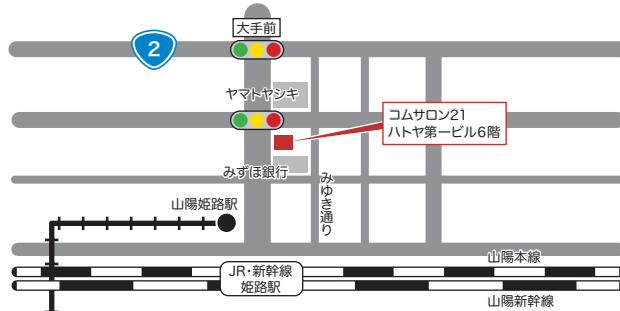 大手前
2
ヤマトヤシキ
コムサロン21
ハトヤ第一ビル6階
みずほ銀行
みゆき通り
山陽姫路駅
山陽本線
JR・新幹線
姫路駅
山陽新幹線